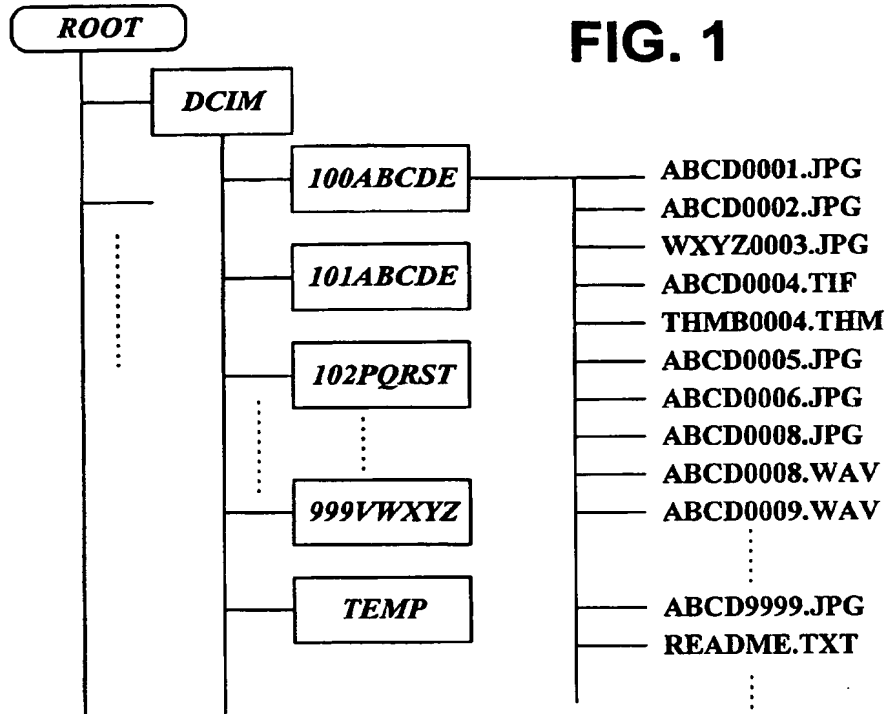 ROOT
FIG. 1
DCIM
100ABCDE
101ABCDE
102PQRST
999VWXYZ
TEMP
ABCD0001.JPG
ABCD0002.JPG
WXYZ0003.JPG
ABCD0004.TIF
THMB0004.THM
ABCD0005.JPG
ABCD0006.JPG
ABCD0008.JPG
ABCD0008.WAV
ABCD0009.WAV
ABCD9999.JPG
README.TXT